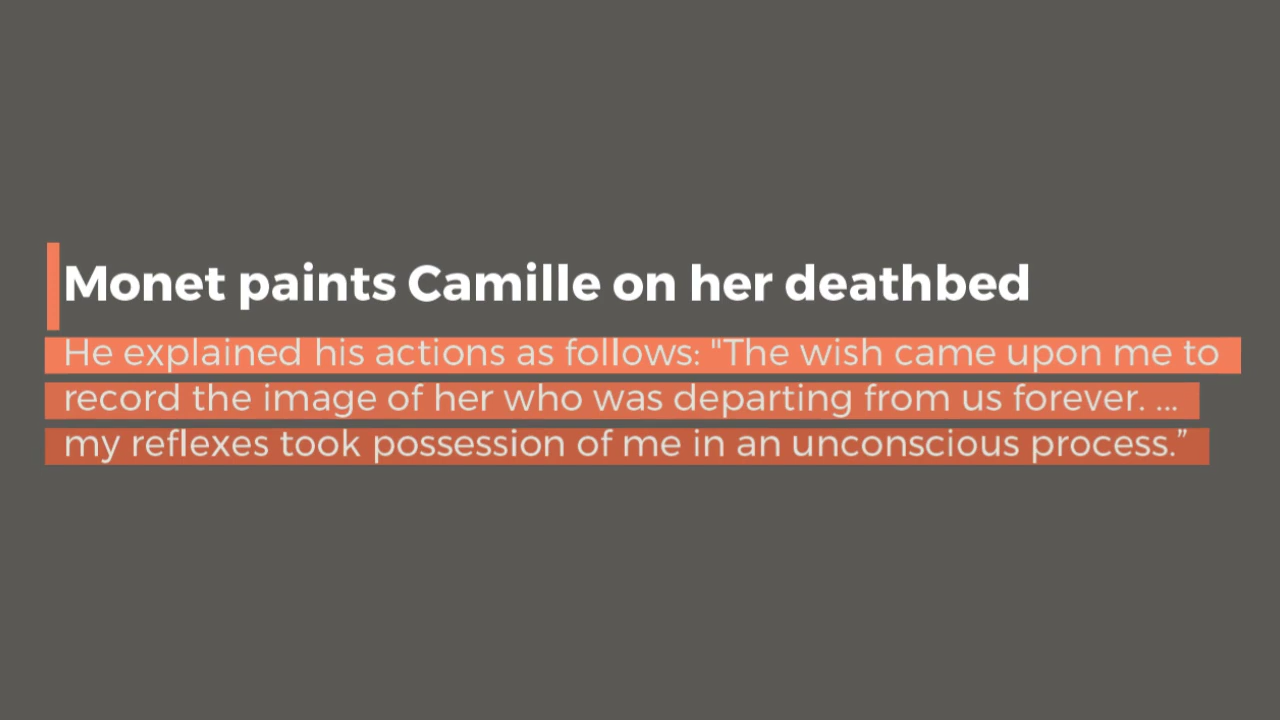 Monet paints Camille on her deathbed
He explained his actions as follows: "The wish came upon me to
record the image of her who was departing from us forever. ...
my reflexes took possession of me in an unconscious process.”